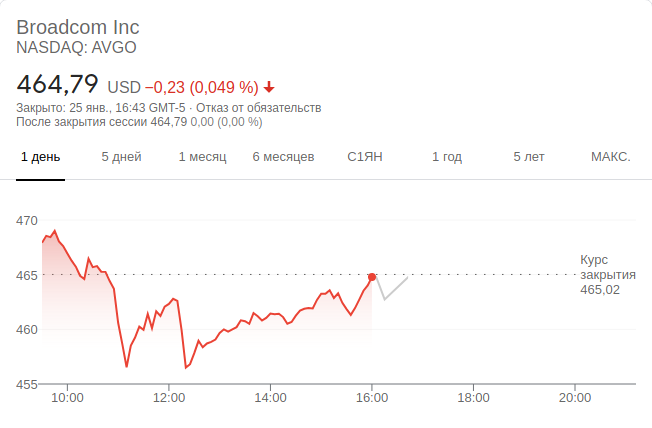 Broadcom Inc
NASDAQ: AVGO
464,79 USD −0,23 (0,049 %)
Закрыто: 25 янв., 16:43 GMT-5 · Отказ от обязательств
После закрытия сессии 464,79 0,00 (0,00 %)
1 день 5 дней 1 месяц 6 месяцев С1ЯН 1 год 5 лет МАКС.
470
465
460
455
Курс
закрытия
465,02
10:00 12:00 14:00 16:00 18:00 20:00